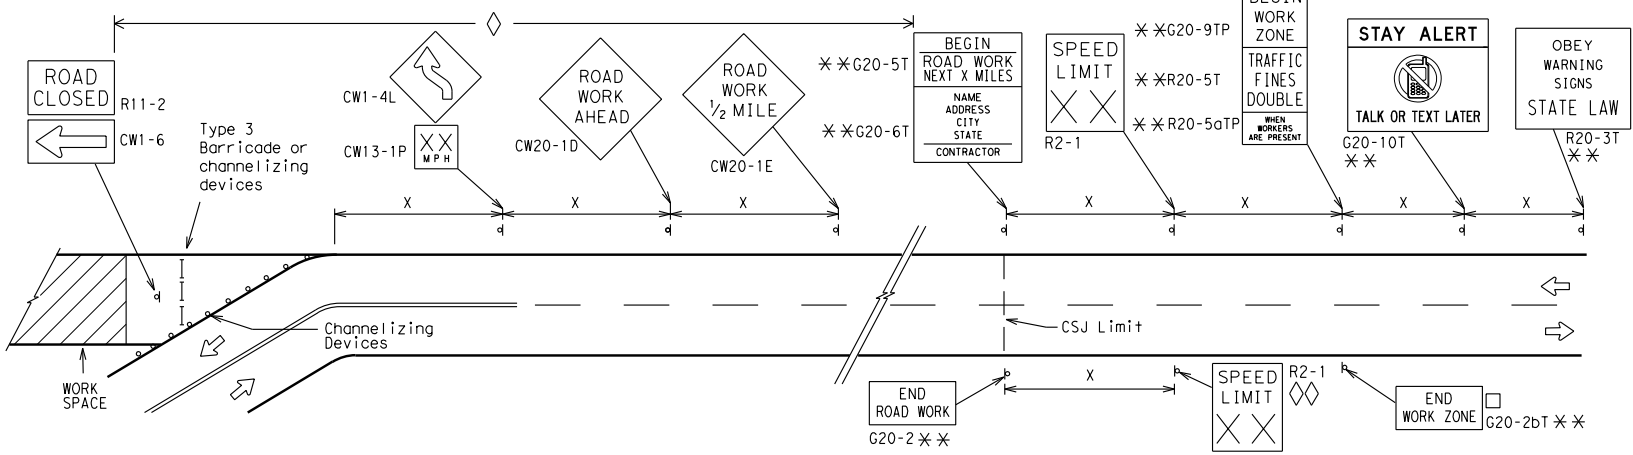 ROAD
CLOSED
R11-2
CW1-6
Type 3
Barricade or
channelizing
devices
CW1-4L
XX
MPH
CW13-1P
ROAD
WORK
AHEAD
CW20-1D
ROAD
WORK
1/2 MILE
CW20-1E
**G20-5T
BEGIN
ROAD WORK
NEXT X MILES
**G20-6T
NAME
ADDRESS
CITY
STATE
CONTRACTOR
SPEED
LIMIT
XX
R2-1
**G20-9TP
BEGIN
WORK
ZONE
**R20-5T
TRAFFIC
FINES
DOUBLE
**R20-5aTP
WHEN
WORKERS
ARE PRESENT
STAY ALERT
TALK OR TEXT LATER
G20-10T
**
OBEY
WARNING
SIGNS
STATE LAW
R20-3T
**
X
X
X
X
X
X
X
Channelizing
Devices
CSJ Limit
WORK
SPACE
X
END
ROAD WORK
G20-2**
SPEED
LIMIT
XX
R2-1
END
WORK ZONE
G20-2bT**